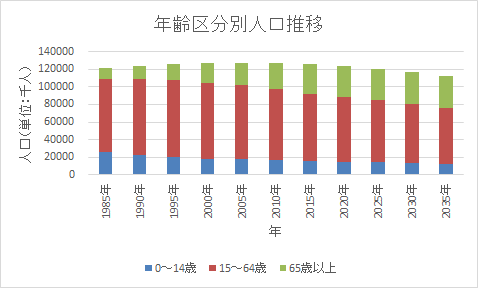 年齢区分別人口推移
人口(単位:千人)
140000
120000
100000
80000
60000
40000
20000
0
1985年
1990年
1995年
2000年
2005年
2010年
2015年
2020年
2025年
2030年
2035年
年
0～14歳 15～64歳 65歳以上